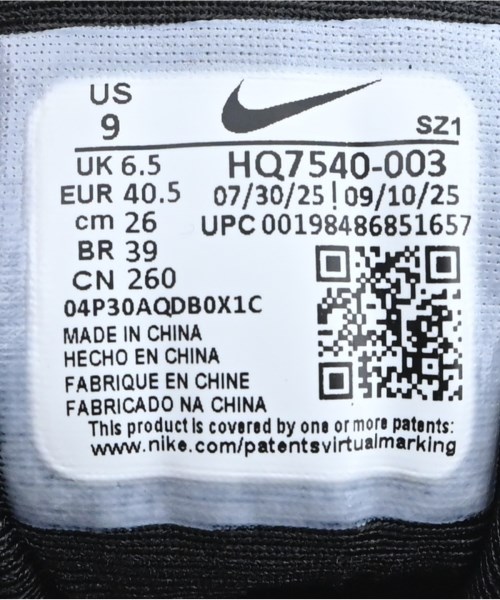 US
9
SZ1
UK 6.5
HQ7540-003
EUR 40.5
07/30/25 | 09/10/25
cm 26
UPC 00198486851657
BR 39
CN 260
04P30AQDB0X1C
MADE IN CHINA
HECHO EN CHINA
FABRIQUE EN CHINE
FABRICADO NA CHINA
This product is covered by one or more patents:
www.nike.com/patentsvirtualmarking